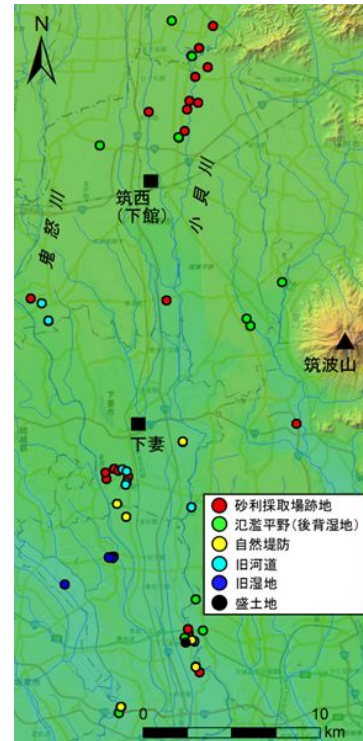 N
筑西
(下館)
小貝川
鬼怒川
筑波山
下妻
砂利採取場跡地
氾濫平野(後背湿地)
自然堤防
旧河道
旧湿地
盛土地
0 10
km